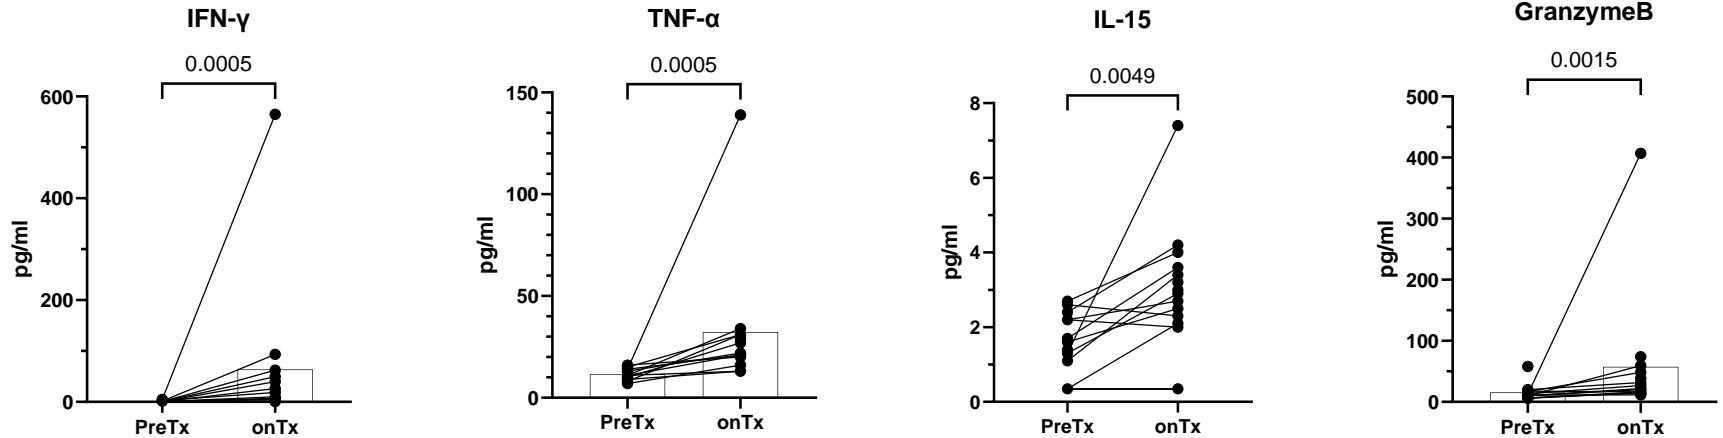 IFN-γ
0.0005
600
400
200
0
pg/ml
PreTx onTx
TNF-α
0.0005
150
100
50
0
pg/ml
PreTx onTx
IL-15
0.0049
8
6
4
2
0
pg/ml
PreTx onTx
GranzymeB
0.0015
500
400
300
200
100
0
pg/ml
PreTx onTx